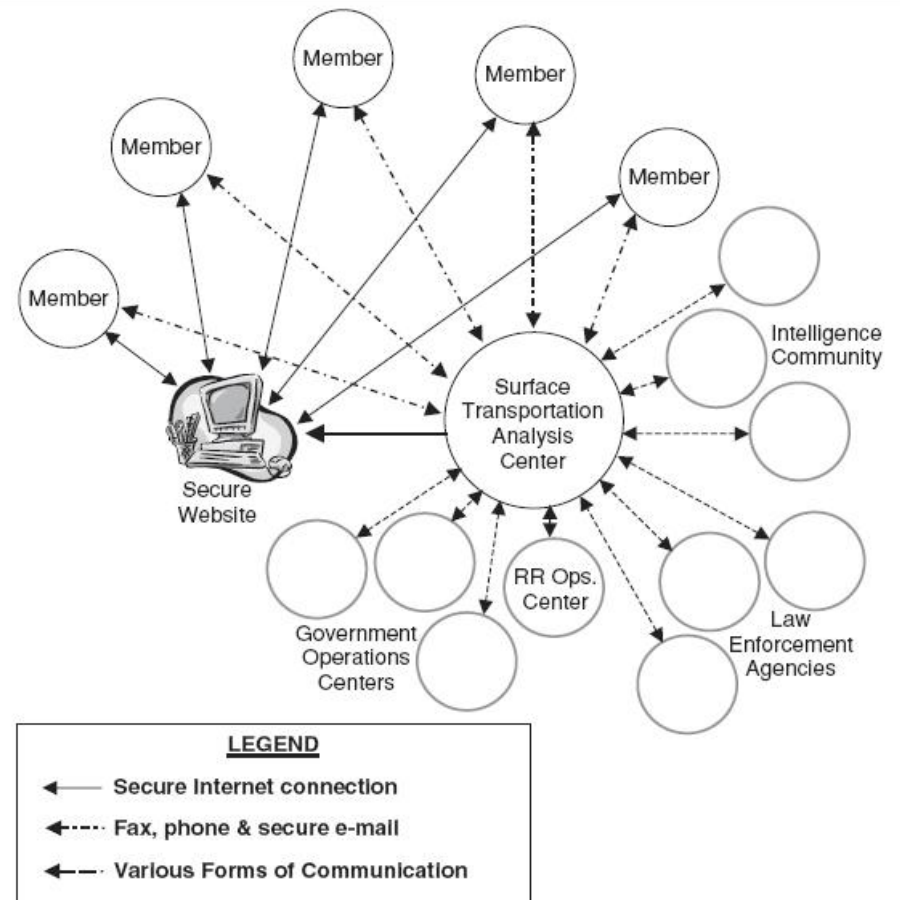 Member
Member
Member
Member
Member
Intelligence
Community
Surface
Transportation
Analysis
Center
Secure
Website
RR Ops.
Center
Government
Operations
Centers
Law
Enforcement
Agencies
LEGEND
Secure Internet connection
Fax, phone & secure e-mail
Various Forms of Communication